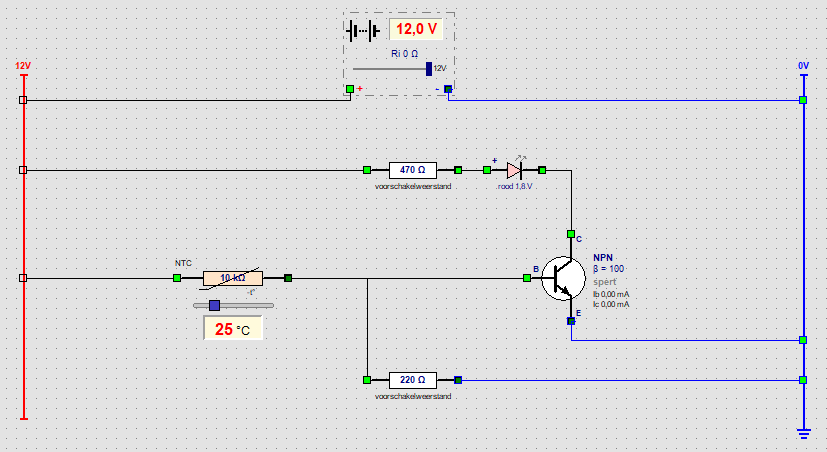 12,0 V
Ri 0 Ω
12V
12V
0V
+
-
470 Ω
voorschakelweerstand
+
rood 1,8 V
C
NTC
10 kΩ
-t°
25 °C
B
NPN
β = 100
spert
Ib 0,00 mA
Ic 0,00 mA
E
220 Ω
voorschakelweerstand